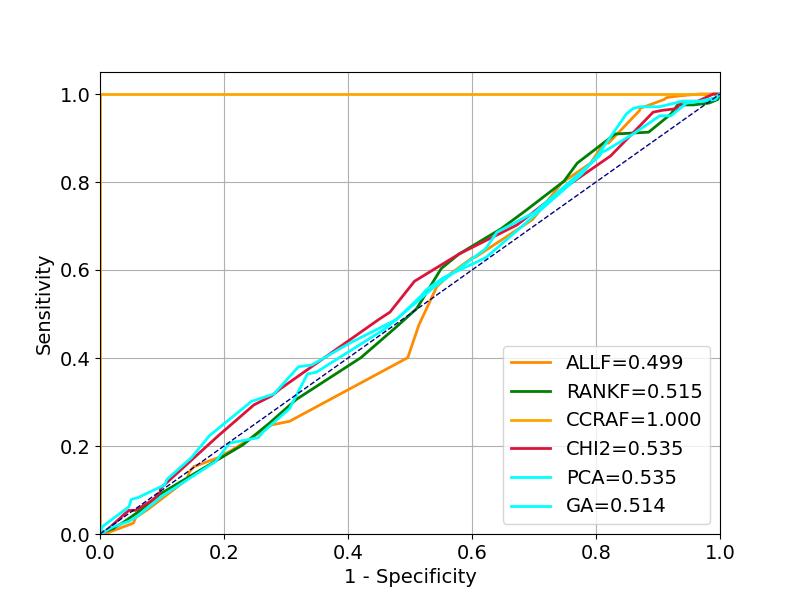 1.0
0.8
0.6
0.4
0.2
0.0
Sensitivity
ALLF=0.499
RANKF=0.515
CCRAF=1.000
CHI2=0.535
PCA=0.535
GA=0.514
0.0 0.2 0.4 0.6 0.8 1.0
1 - Specificity